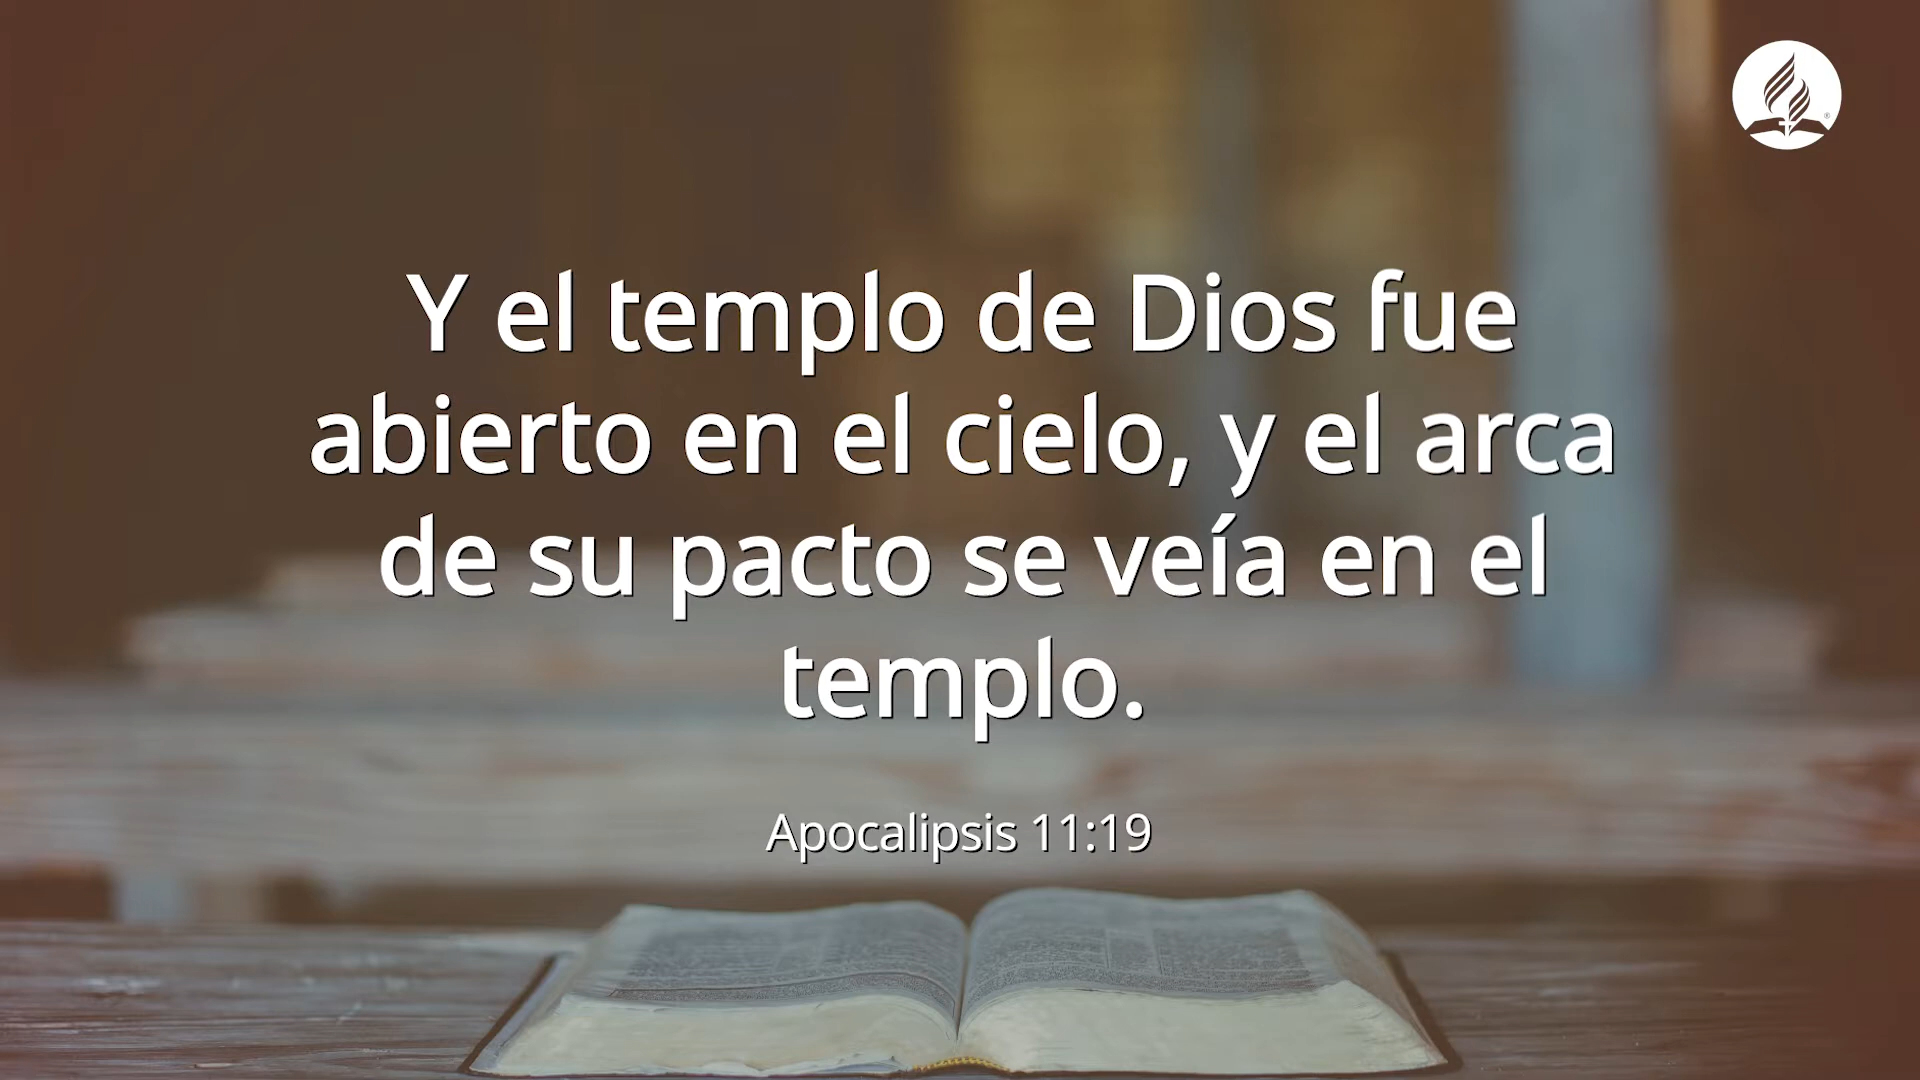 Y el templo de Dios fue
abierto en el cielo, y el arca
de su pacto se veía en el
templo.
Apocalipsis 11:19